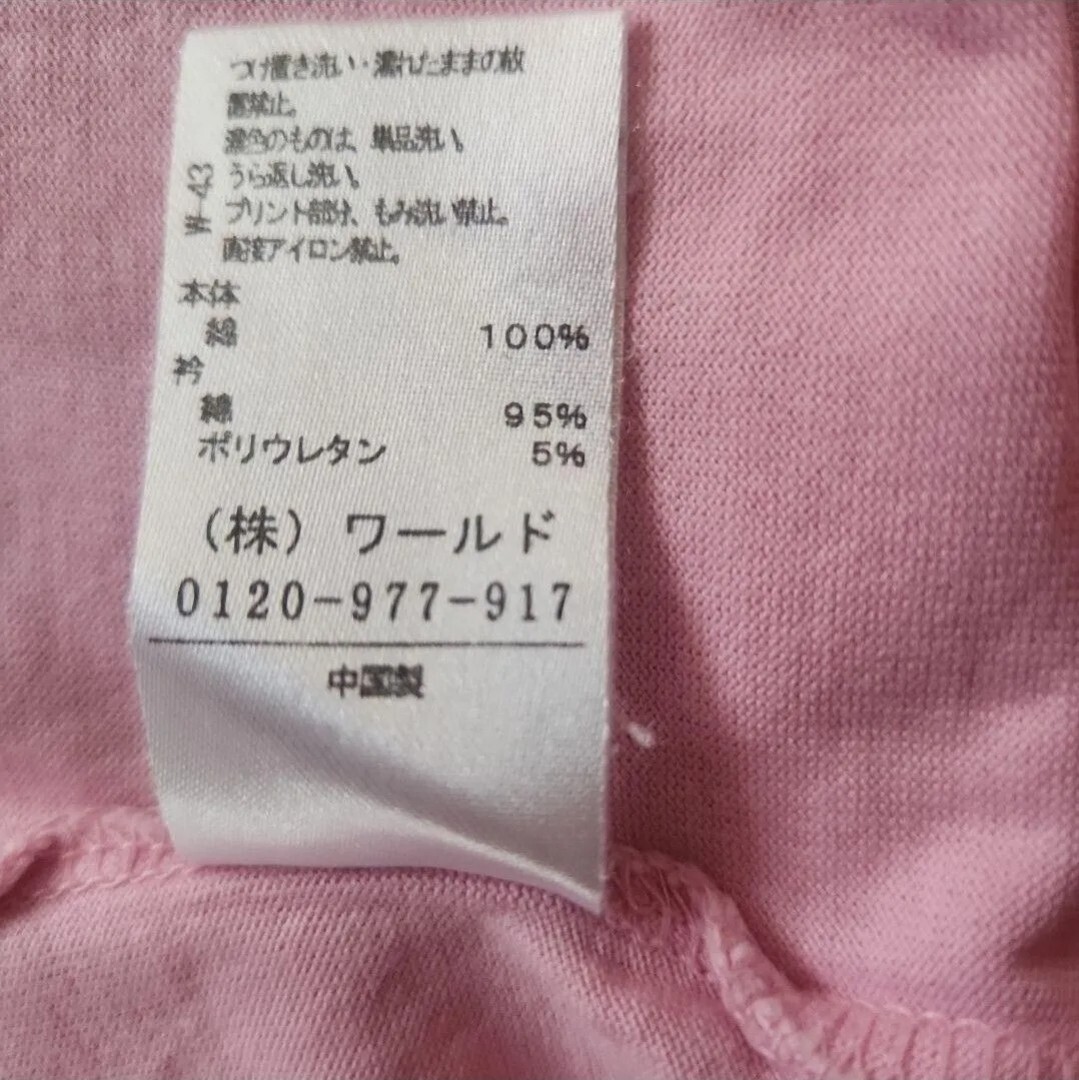 つけ置き洗い・濡れたままの放
置禁止。
濃色のものは、単品洗い。
うら返し洗い。
プリント部は、もみ洗い禁止。
直接アイロン禁止。
W-43
本体
綿 100%
衿
綿 95%
ポリウレタン 5%
(株) ワールド
0120-977-917
中国製